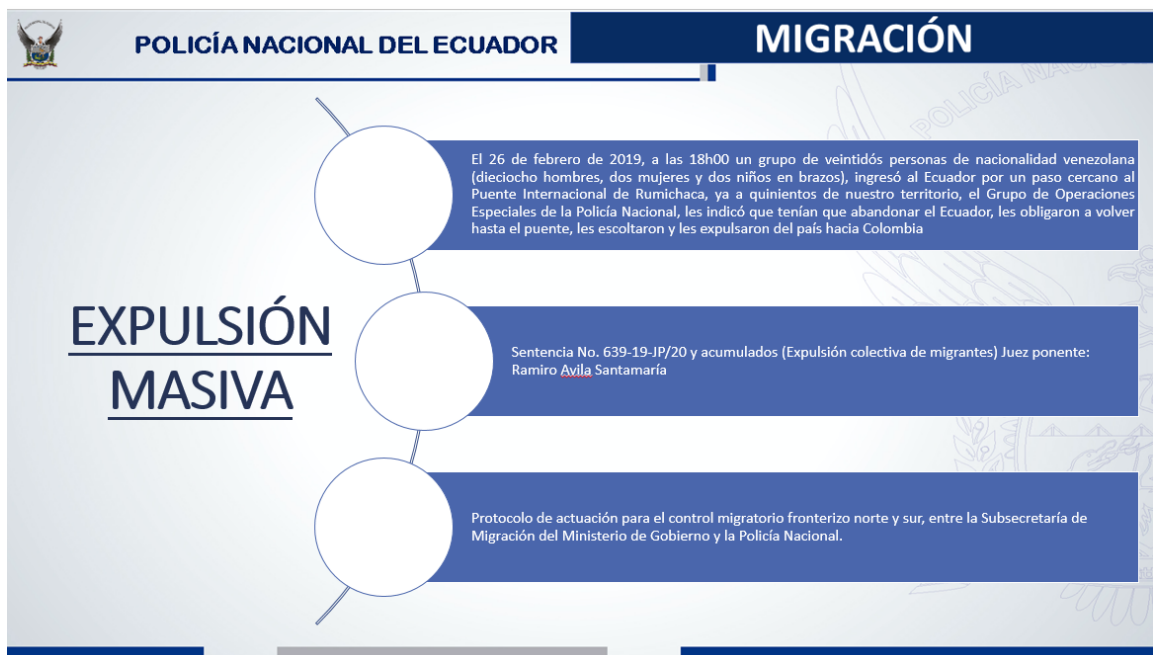 POLICÍA NACIONAL DEL ECUADOR
MIGRACIÓN
POLICÍA NA
EXPULSIÓN
MASIVA
El 26 de febrero de 2019, a las 18h00 un grupo de veintidós personas de nacionalidad venezolana
(dieciocho hombres, dos mujeres y dos niños en brazos), ingresó al Ecuador por un paso cercano al
Puente Internacional de Rumichaca, ya a quinientos de nuestro territorio, el Grupo de Operaciones
Especiales de la Policía Nacional, les indicó que tenían que abandonar el Ecuador, les obligaron a volver
hasta el puente, les escoltaron y les expulsaron del país hacia Colombia
Sentencia No. 639-19-JP/20 y acumulados (Expulsión colectiva de migrantes) Juez ponente:
Ramiro Avila Santamaría
Protocolo de actuación para el control migratorio fronterizo norte y sur, entre la Subsecretaría de
Migración del Ministerio de Gobierno y la Policía Nacional.